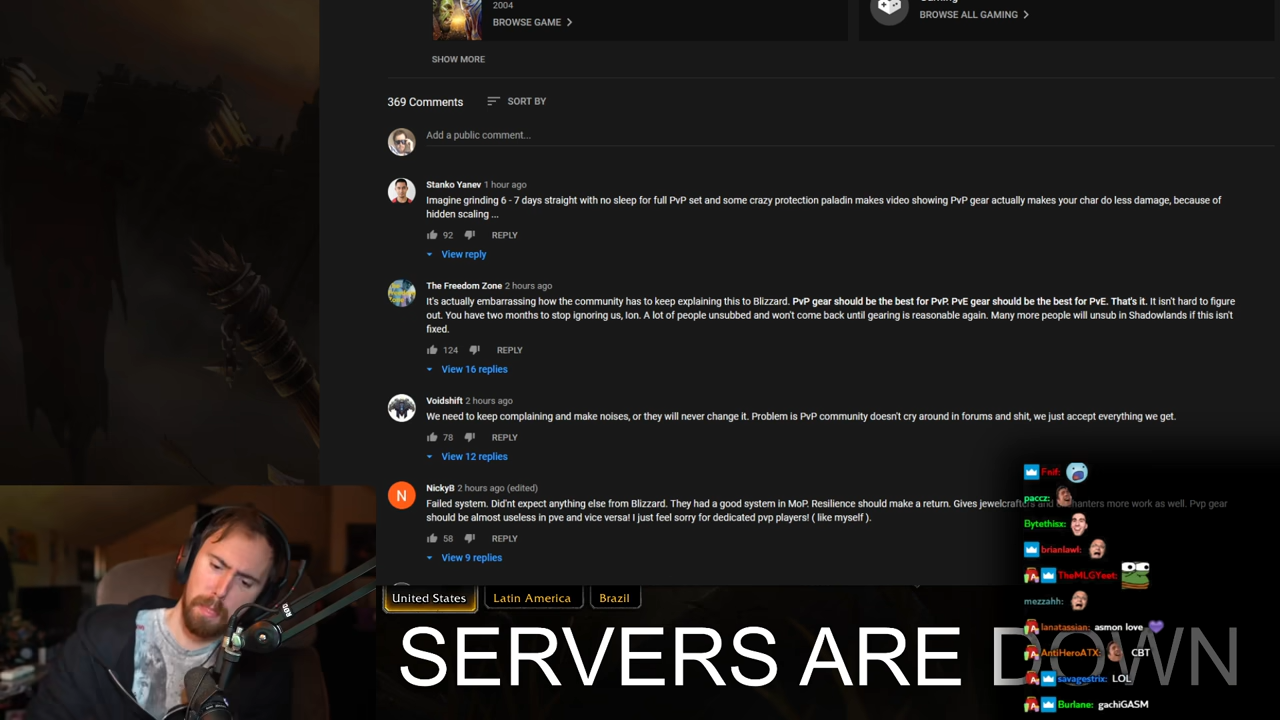 2004
BROWSE GAME
BROWSE ALL GAMING
SHOW MORE
369 Comments
SORT BY
Add a public comment...
Stanko Yanev 1 hour ago
Imagine grinding 6 - 7 days straight with no sleep for full PvP set and some crazy protection paladin makes video showing PvP gear actually makes your char do less damage, because of
hidden scaling ...
92 REPLY
View reply
The Freedom Zone 2 hours ago
It's actually embarrassing how the community has to keep explaining this to Blizzard. PvP gear should be the best for PvP. PvE gear should be the best for PvE. That's it. It isn't hard to figure
out. You have two months to stop ignoring us, Ion. A lot of people unsubbed and won't come back until gearing is reasonable again. Many more people will unsub in Shadowlands if this isn't
fixed.
124 REPLY
View 16 replies
Voidshift 2 hours ago
We need to keep complaining and make noises, or they will never change it. Problem is PvP community doesn't cry around in forums and shit, we just accept everything we get.
78 REPLY
View 12 replies
N
NickyB 2 hours ago (edited)
Failed system. Did'nt expect anything else from Blizzard. They had a good system in MoP. Resilience should make a return. Gives jewelcrafters and enchanters more work as well. Pvp gear
should be almost useless in pve and vice versa! I just feel sorry for dedicated pvp players! ( like myself ).
58 REPLY
View 9 replies
United States
Latin America
Brazil
SERVERS ARE DOWN
Fnif:
paccz:
Bytethisx:
brianlawl:
TheMLGYeet:
mezzahh:
lanatassian: asmon love
AntiHeroATX: CBT
savagestrix: LOL
Burlane: gachiGASM
RODE